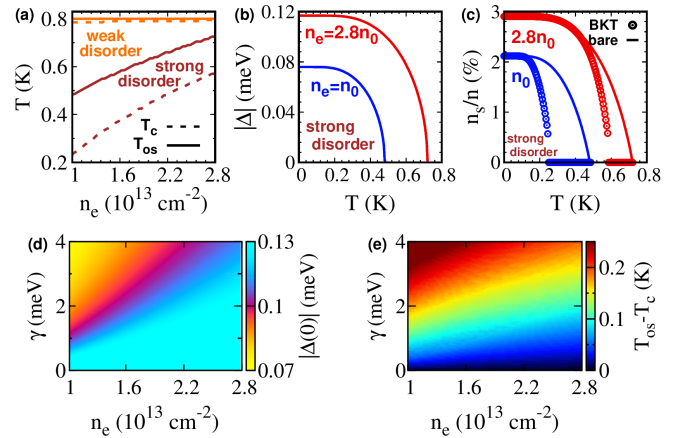 (a)
T (K)
0.8
0.6
0.4
0.2
weak
disorder
strong
disorder
T_c
T_os
1
1.6
2.2
2.8
n_e (10^13 cm^-2)
(b)
|Δ| (meV)
0.12
0.08
0.04
0
n_e=2.8n_0
n_e=n_0
strong
disorder
0 0.2 0.4 0.6 0.8
T (K)
(c)
n_s/n (%)
3
2
1
0
BKT
bare
2.8n_0
n_0
strong
disorder
0 0.2 0.4 0.6 0.8
T (K)
(d)
γ (meV)
4
2
0
1 1.6 2.2 2.8
n_e (10^13 cm^-2)
0.13
0.1
0.07
|Δ(0)| (meV)
(e)
γ (meV)
4
2
0
1 1.6 2.2 2.8
n_e (10^13 cm^-2)
0.2
0.1
0
T_os-T_c (K)